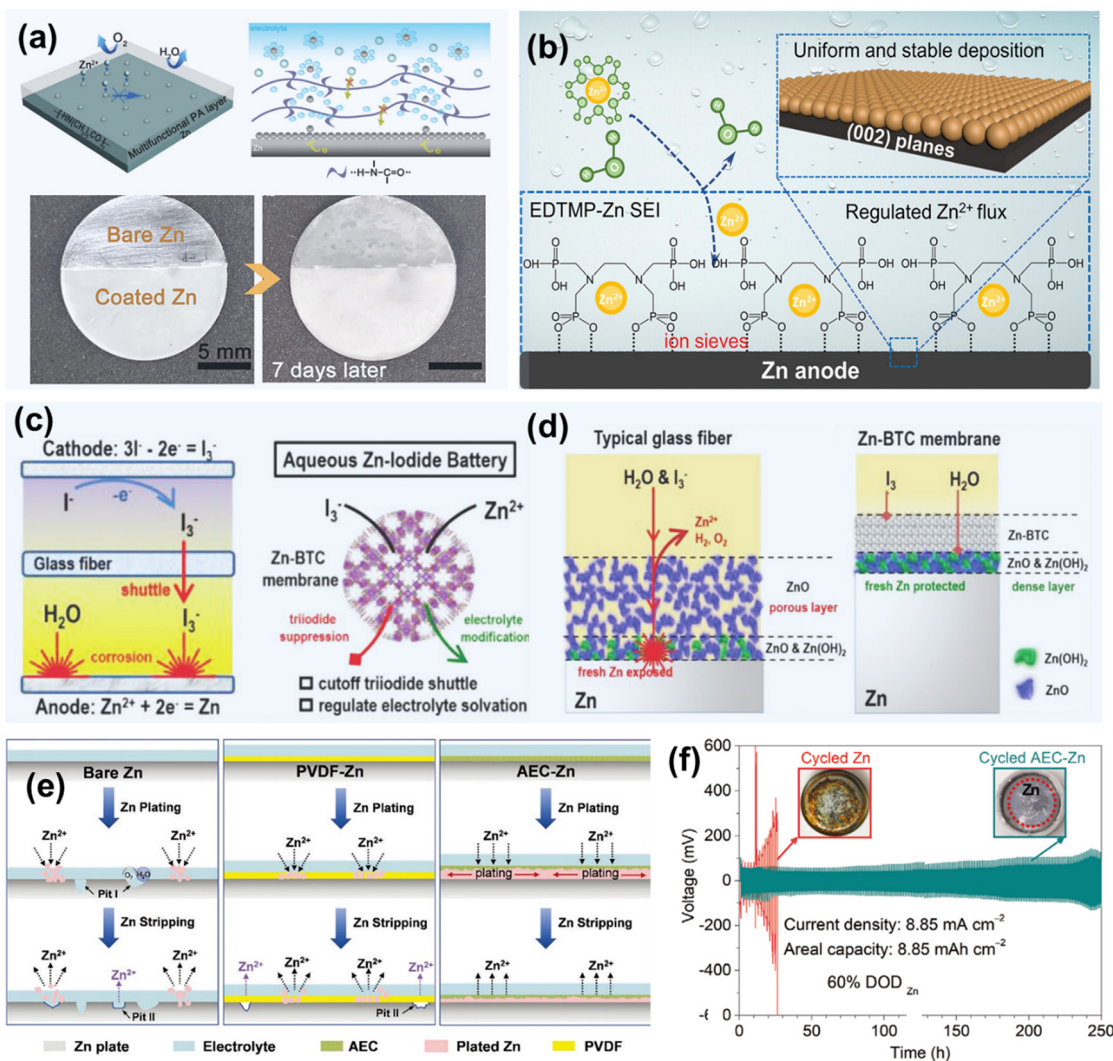 (a)
O₂
H₂O
Zn²⁺
Zn
Multifunctional PA layer
electrolyte
Zn
··H–N–C=O··
Bare Zn
Coated Zn
5 mm
7 days later
(b)
Uniform and stable deposition
(002) planes
Zn²⁺
EDTMP-Zn SEI
Zn²⁺
Regulated Zn²⁺ flux
Zn²⁺
Zn²⁺
Zn²⁺
ion sieves
Zn anode
(c)
Cathode: 3I⁻ - 2e⁻ = I₃⁻
I⁻
-e⁻
I₃⁻
Glass fiber
shuttle
H₂O
I₃⁻
corrosion
Anode: Zn²⁺ + 2e⁻ = Zn
Aqueous Zn-Iodide Battery
I₃⁻
Zn²⁺
Zn-BTC
membrane
triiodide
suppression
electrolyte
modification
cutoff triiodide shuttle
regulate electrolyte solvation
(d)
Typical glass fiber
H₂O & I₃⁻
Zn²⁺
H₂, O₂
ZnO
porous layer
ZnO & Zn(OH)₂
fresh Zn exposed
Zn
Zn-BTC membrane
I₃
H₂O
Zn-BTC
ZnO & Zn(OH)₂
fresh Zn protected
dense layer
Zn(OH)₂
ZnO
Zn
(e)
Bare Zn
Zn Plating
Zn²⁺
Zn²⁺
O₂
H₂O
Pit I
Zn Stripping
Zn²⁺
Zn²⁺
Zn²⁺
Pit II
PVDF-Zn
Zn Plating
Zn²⁺
Zn²⁺
Zn Stripping
Zn²⁺
Zn²⁺
Zn²⁺
Zn²⁺
Pit II
AEC-Zn
Zn Plating
Zn²⁺
Zn²⁺
plating
plating
Zn Stripping
Zn²⁺
Zn²⁺
Zn plate
Electrolyte
AEC
Plated Zn
PVDF
(f)
Cycled Zn
Cycled AEC-Zn
Zn
Voltage (mV)
600
400
200
0
-200
-400
Current density: 8.85 mA cm⁻²
Areal capacity: 8.85 mAh cm⁻²
60% DOD Zn
0 50 100 150 200 250
Time (h)